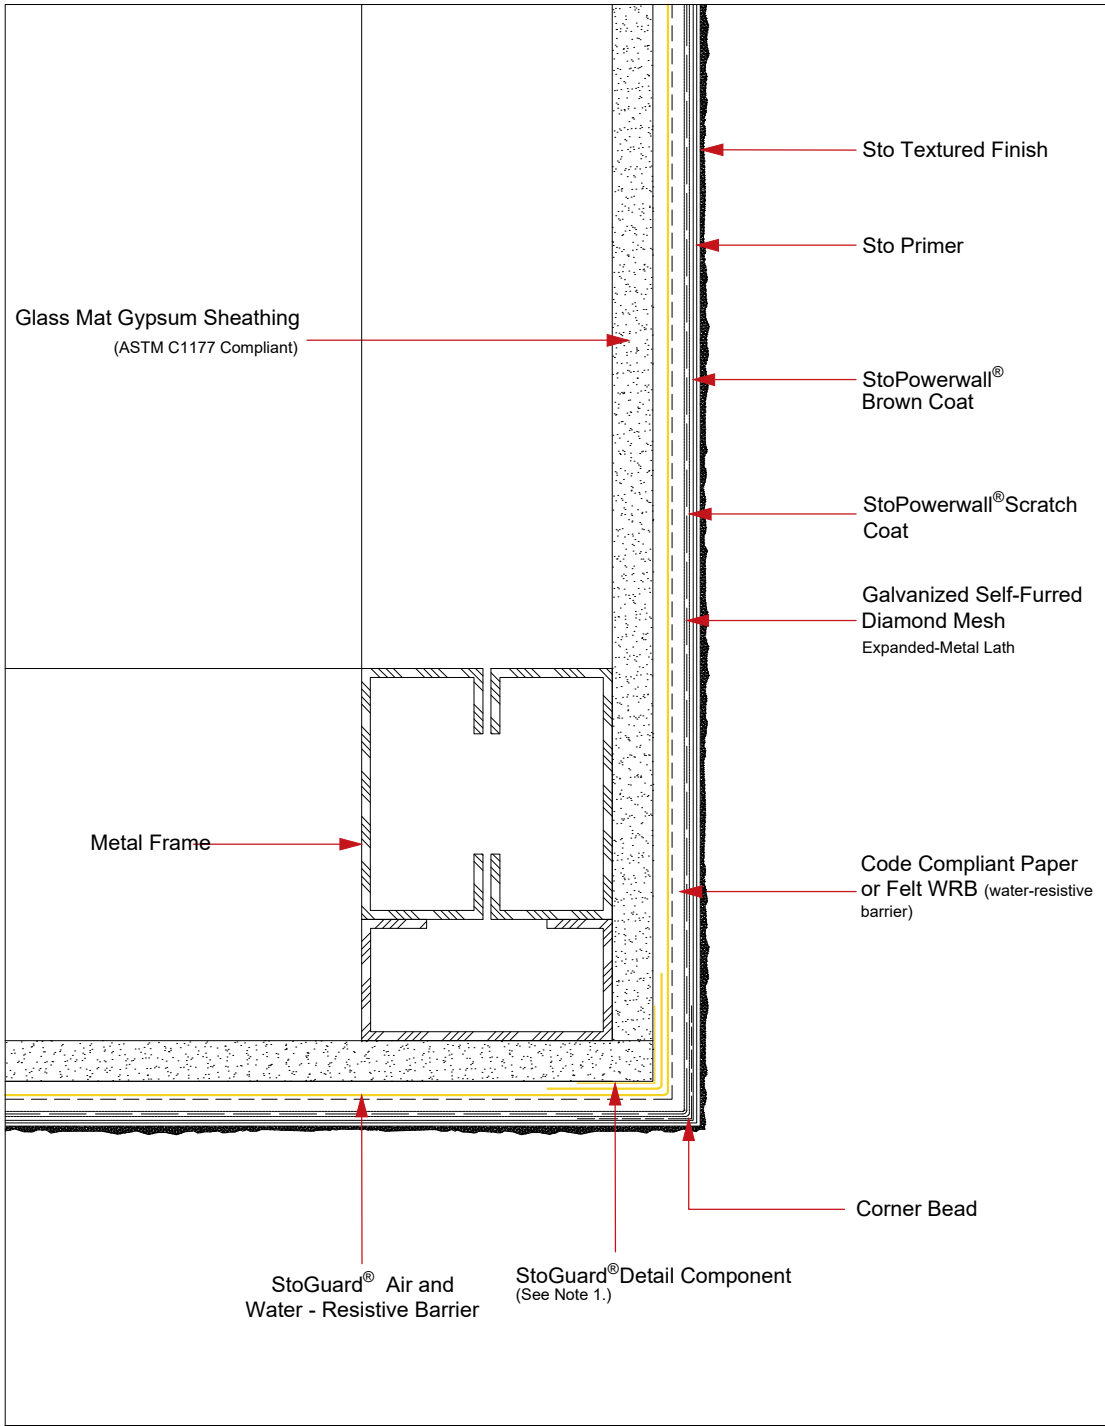 Sto Textured Finish
Sto Primer
Glass Mat Gypsum Sheathing
(ASTM C1177 Compliant)
StoPowerwall®
Brown Coat
StoPowerwall®Scratch
Coat
Galvanized Self-Furred
Diamond Mesh
Expanded-Metal Lath
Metal Frame
Code Compliant Paper
or Felt WRB (water-resistive
barrier)
Corner Bead
StoGuard® Air and
Water - Resistive Barrier
StoGuard®Detail Component
(See Note 1.)